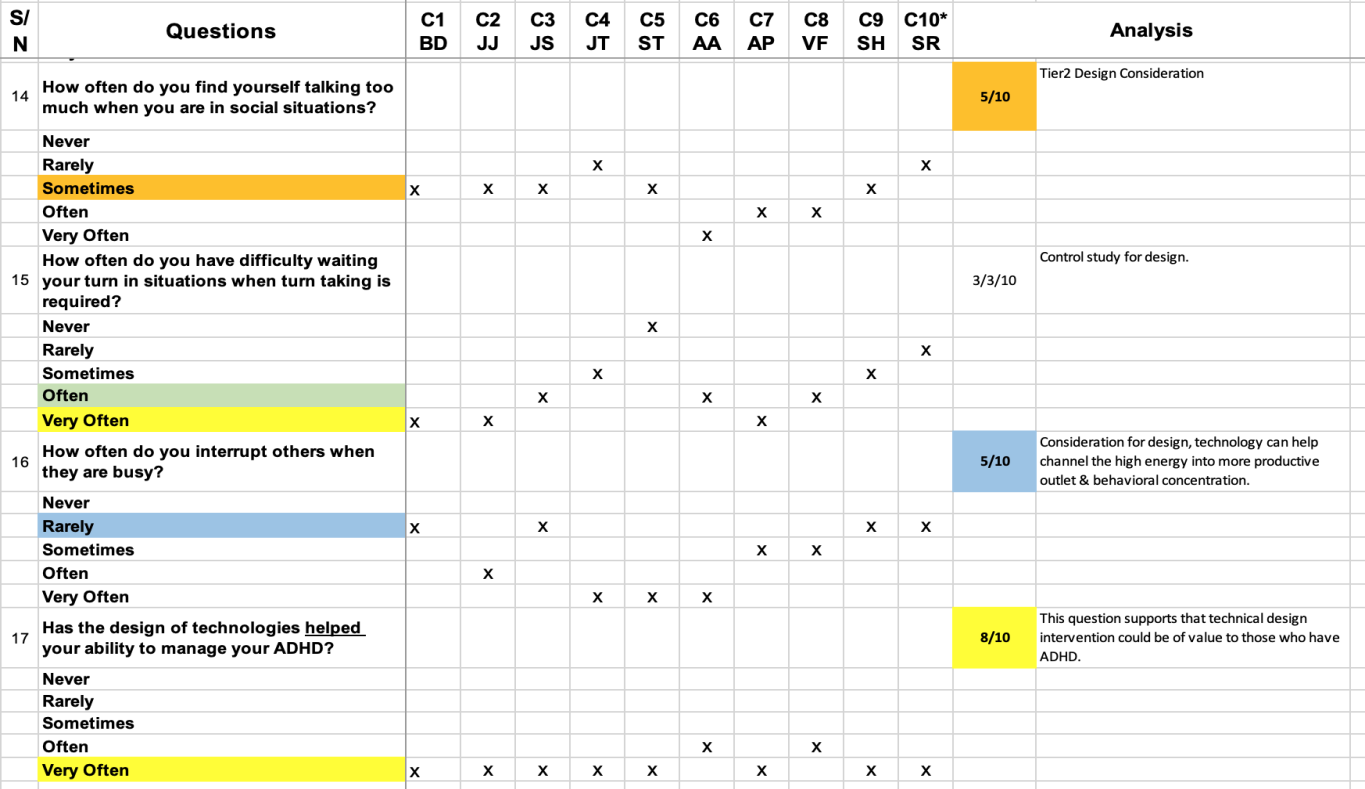 S/ Questions C1 C2 C3 C4 C5 C6 C7 C8 C9 C10* Analysis
N BD JJ JS JT ST AA AP VF SH SR
14 How often do you find yourself talking too 5/10 Tier2 Design Consideration
much when you are in social situations?
Never
Rarely x x
Sometimes x x x x x
Often x x
Very Often x
15 How often do you have difficulty waiting 3/3/10 Control study for design.
your turn in situations when turn taking is
required?
Never x
Rarely x
Sometimes x x
Often x x x
Very Often x x x
16 How often do you interrupt others when 5/10 Consideration for design, technology can help
they are busy? channel the high energy into more productive
outlet & behavioral concentration.
Never
Rarely x x x x
Sometimes x x
Often x
Very Often x x x
17 Has the design of technologies helped 8/10 This question supports that technical design
your ability to manage your ADHD? intervention could be of value to those who have
ADHD.
Never
Rarely
Sometimes
Often x x
Very Often x x x x x x x x